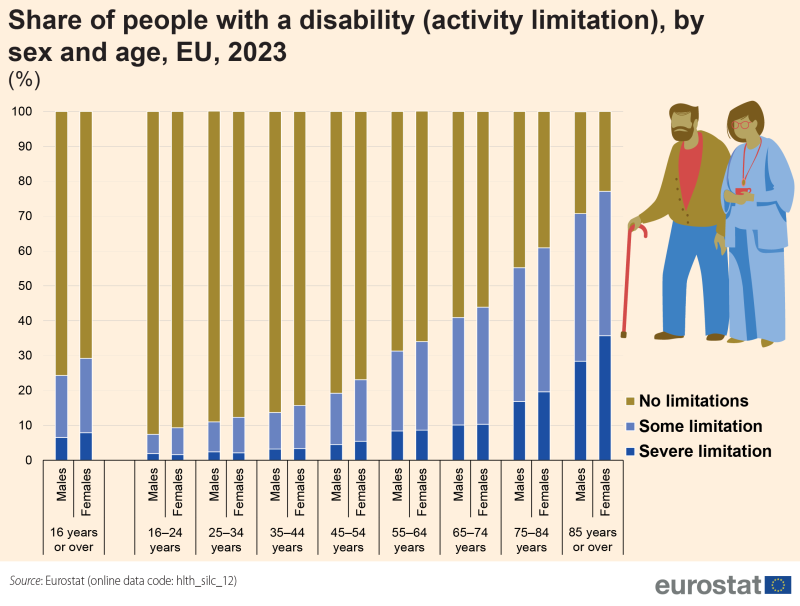 Share of people with a disability (activity limitation), by
sex and age, EU, 2023
(%)
100
90
80
70
60
50
40
30
20
10
0
No limitations
Some limitation
Severe limitation
Males
Females
Males
Females
Males
Females
Males
Females
Males
Females
Males
Females
Males
Females
Males
Females
Males
Females
16 years
or over
16–24
years
25–34
years
35–44
years
45–54
years
55–64
years
65–74
years
75–84
years
85 years
or over
Source: Eurostat (online data code: hlth_silc_12)
eurostat